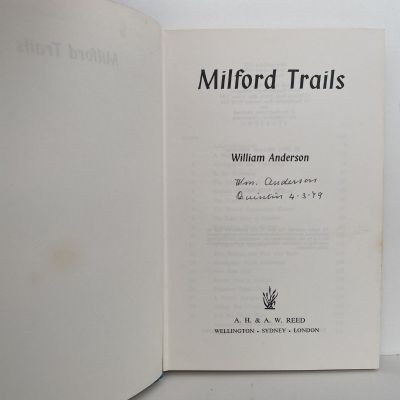 Milford Trails
William Anderson
Wm. Anderson
Quintin 4-3-79
A. H. & A. W. REED
WELLINGTON • SYDNEY • LONDON